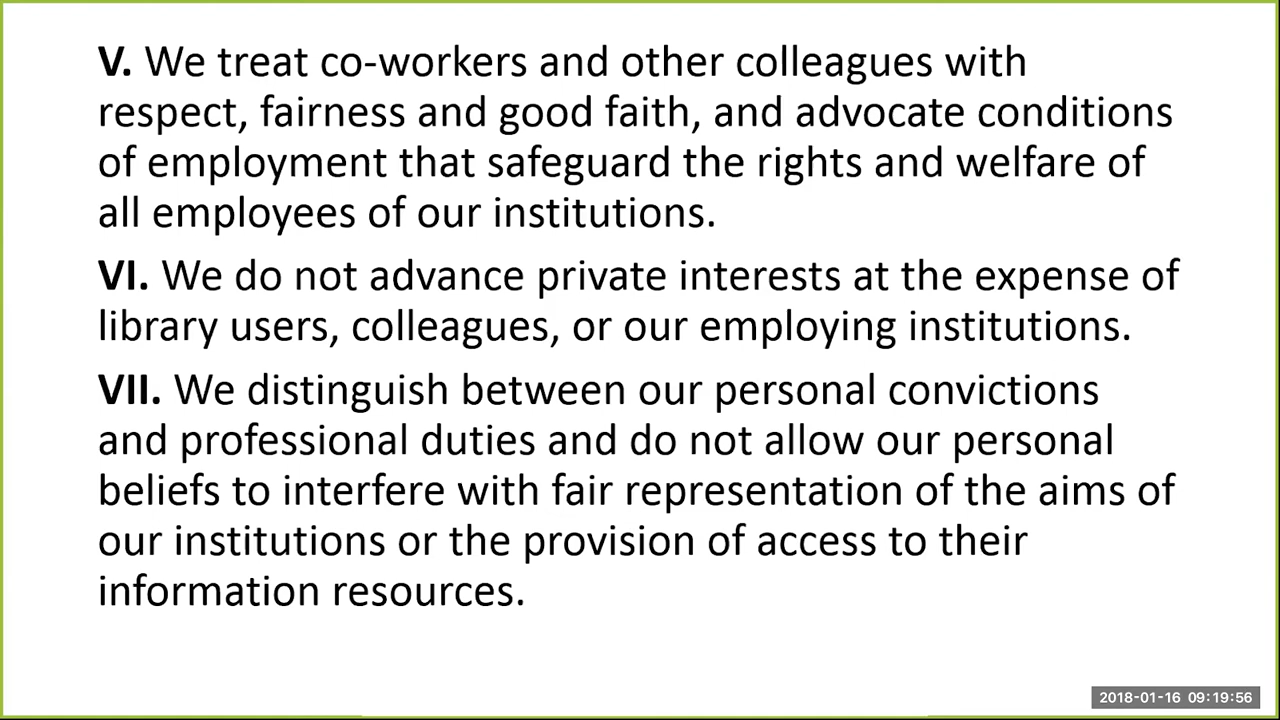 V. We treat co-workers and other colleagues with
respect, fairness and good faith, and advocate conditions
of employment that safeguard the rights and welfare of
all employees of our institutions.
VI. We do not advance private interests at the expense of
library users, colleagues, or our employing institutions.
VII. We distinguish between our personal convictions
and professional duties and do not allow our personal
beliefs to interfere with fair representation of the aims of
our institutions or the provision of access to their
information resources.
2018-01-16 09:19:56